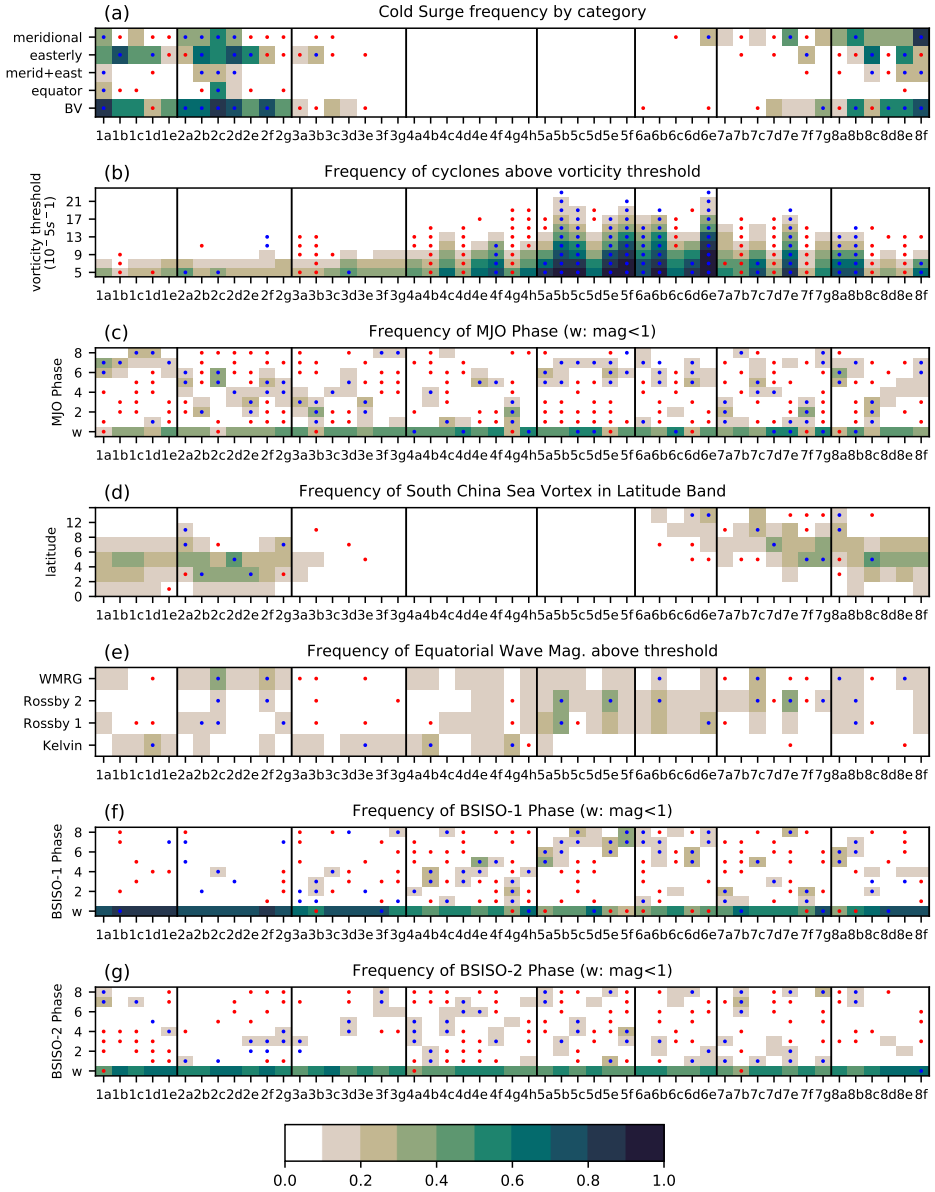 (a) Cold Surge frequency by category
meridional
easterly
merid+east
equator
BV
1a1b1c1d1e2a2b2c2d2e2f2g3a3b3c3d3e3f3g4a4b4c4d4e4f4g4h5a5b5c5d5e5f6a6b6c6d6e7a7b7c7d7e7f7g8a8b8c8d8e8f
(b) Frequency of cyclones above vorticity threshold
vorticity threshold
(10⁻5s⁻1)
21
17
13
9
5
1a1b1c1d1e2a2b2c2d2e2f2g3a3b3c3d3e3f3g4a4b4c4d4e4f4g4h5a5b5c5d5e5f6a6b6c6d6e7a7b7c7d7e7f7g8a8b8c8d8e8f
(c) Frequency of MJO Phase (w: mag<1)
MJO Phase
8
6
4
2
w
1a1b1c1d1e2a2b2c2d2e2f2g3a3b3c3d3e3f3g4a4b4c4d4e4f4g4h5a5b5c5d5e5f6a6b6c6d6e7a7b7c7d7e7f7g8a8b8c8d8e8f
(d) Frequency of South China Sea Vortex in Latitude Band
latitude
12
10
8
6
4
2
0
1a1b1c1d1e2a2b2c2d2e2f2g3a3b3c3d3e3f3g4a4b4c4d4e4f4g4h5a5b5c5d5e5f6a6b6c6d6e7a7b7c7d7e7f7g8a8b8c8d8e8f
(e) Frequency of Equatorial Wave Mag. above threshold
WMRG
Rossby 2
Rossby 1
Kelvin
1a1b1c1d1e2a2b2c2d2e2f2g3a3b3c3d3e3f3g4a4b4c4d4e4f4g4h5a5b5c5d5e5f6a6b6c6d6e7a7b7c7d7e7f7g8a8b8c8d8e8f
(f) Frequency of BSISO-1 Phase (w: mag<1)
BSISO-1 Phase
8
6
4
2
w
1a1b1c1d1e2a2b2c2d2e2f2g3a3b3c3d3e3f3g4a4b4c4d4e4f4g4h5a5b5c5d5e5f6a6b6c6d6e7a7b7c7d7e7f7g8a8b8c8d8e8f
(g) Frequency of BSISO-2 Phase (w: mag<1)
BSISO-2 Phase
8
6
4
2
w
1a1b1c1d1e2a2b2c2d2e2f2g3a3b3c3d3e3f3g4a4b4c4d4e4f4g4h5a5b5c5d5e5f6a6b6c6d6e7a7b7c7d7e7f7g8a8b8c8d8e8f
0.0 0.2 0.4 0.6 0.8 1.0